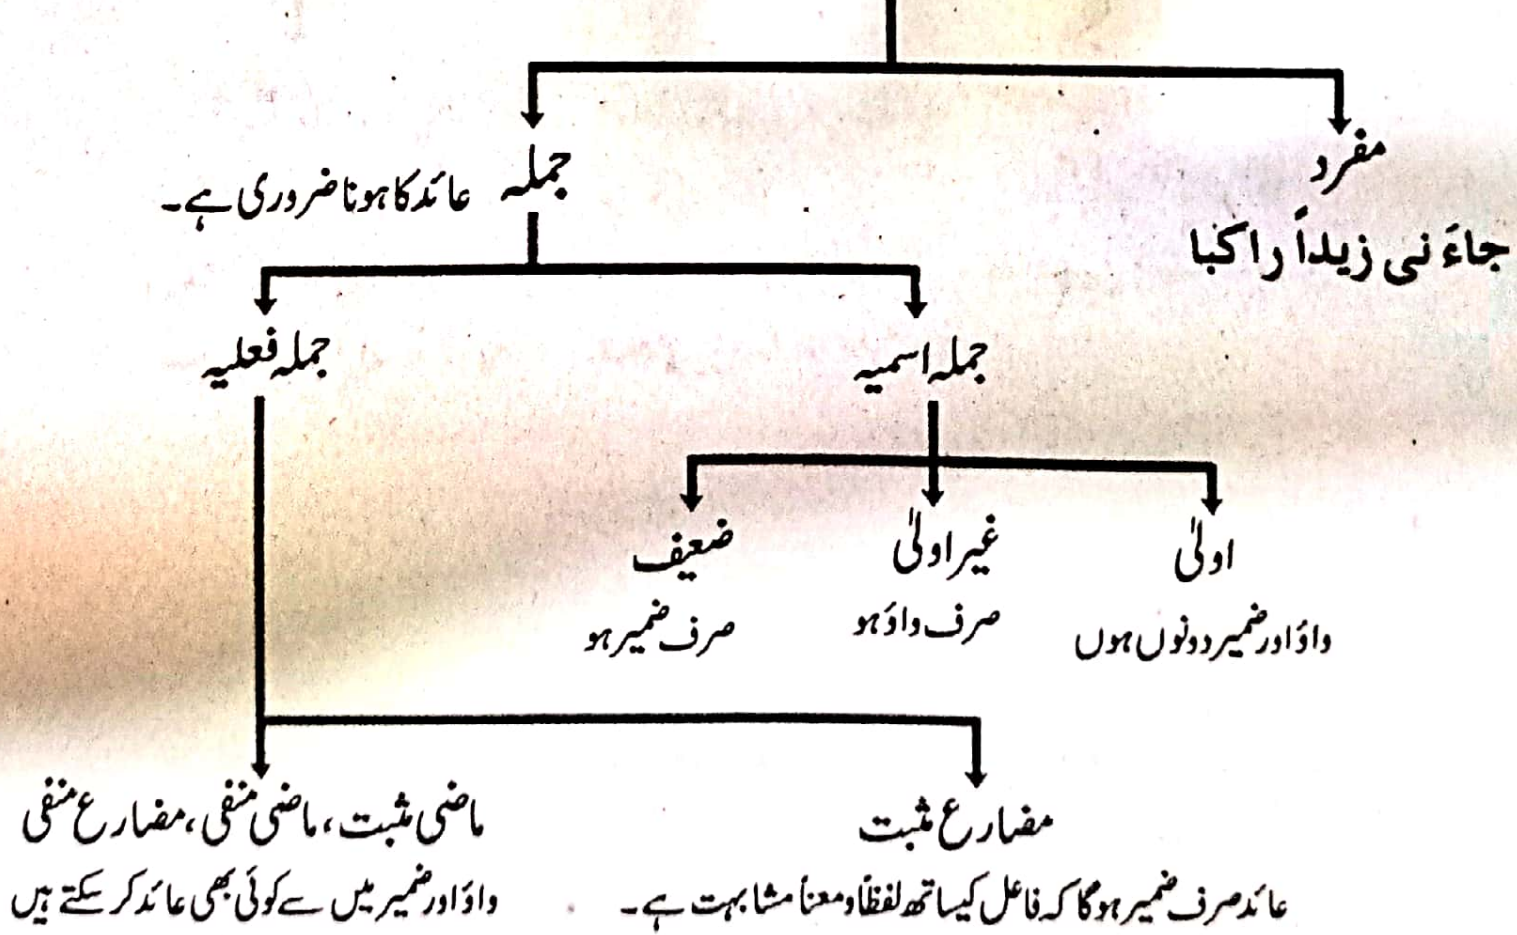 مفرد
جاءَ نی زیداً راکبا
جملہ عائد کا ہونا ضروری ہے۔
جملہ اسمیہ
جملہ فعلیہ
اولیٰ
واؤ اور ضمیر دونوں ہوں
غیر اولیٰ
صرف واؤ ہو
ضعیف
صرف ضمیر ہو
مضارع مثبت
عائد صرف ضمیر ہوگا کہ فاعل کیساتھ لفظاً و معناً مشابہت ہے۔
ماضی مثبت، ماضی منفی، مضارع منفی
واؤ اور ضمیر میں سے کوئی بھی عائد کر سکتے ہیں